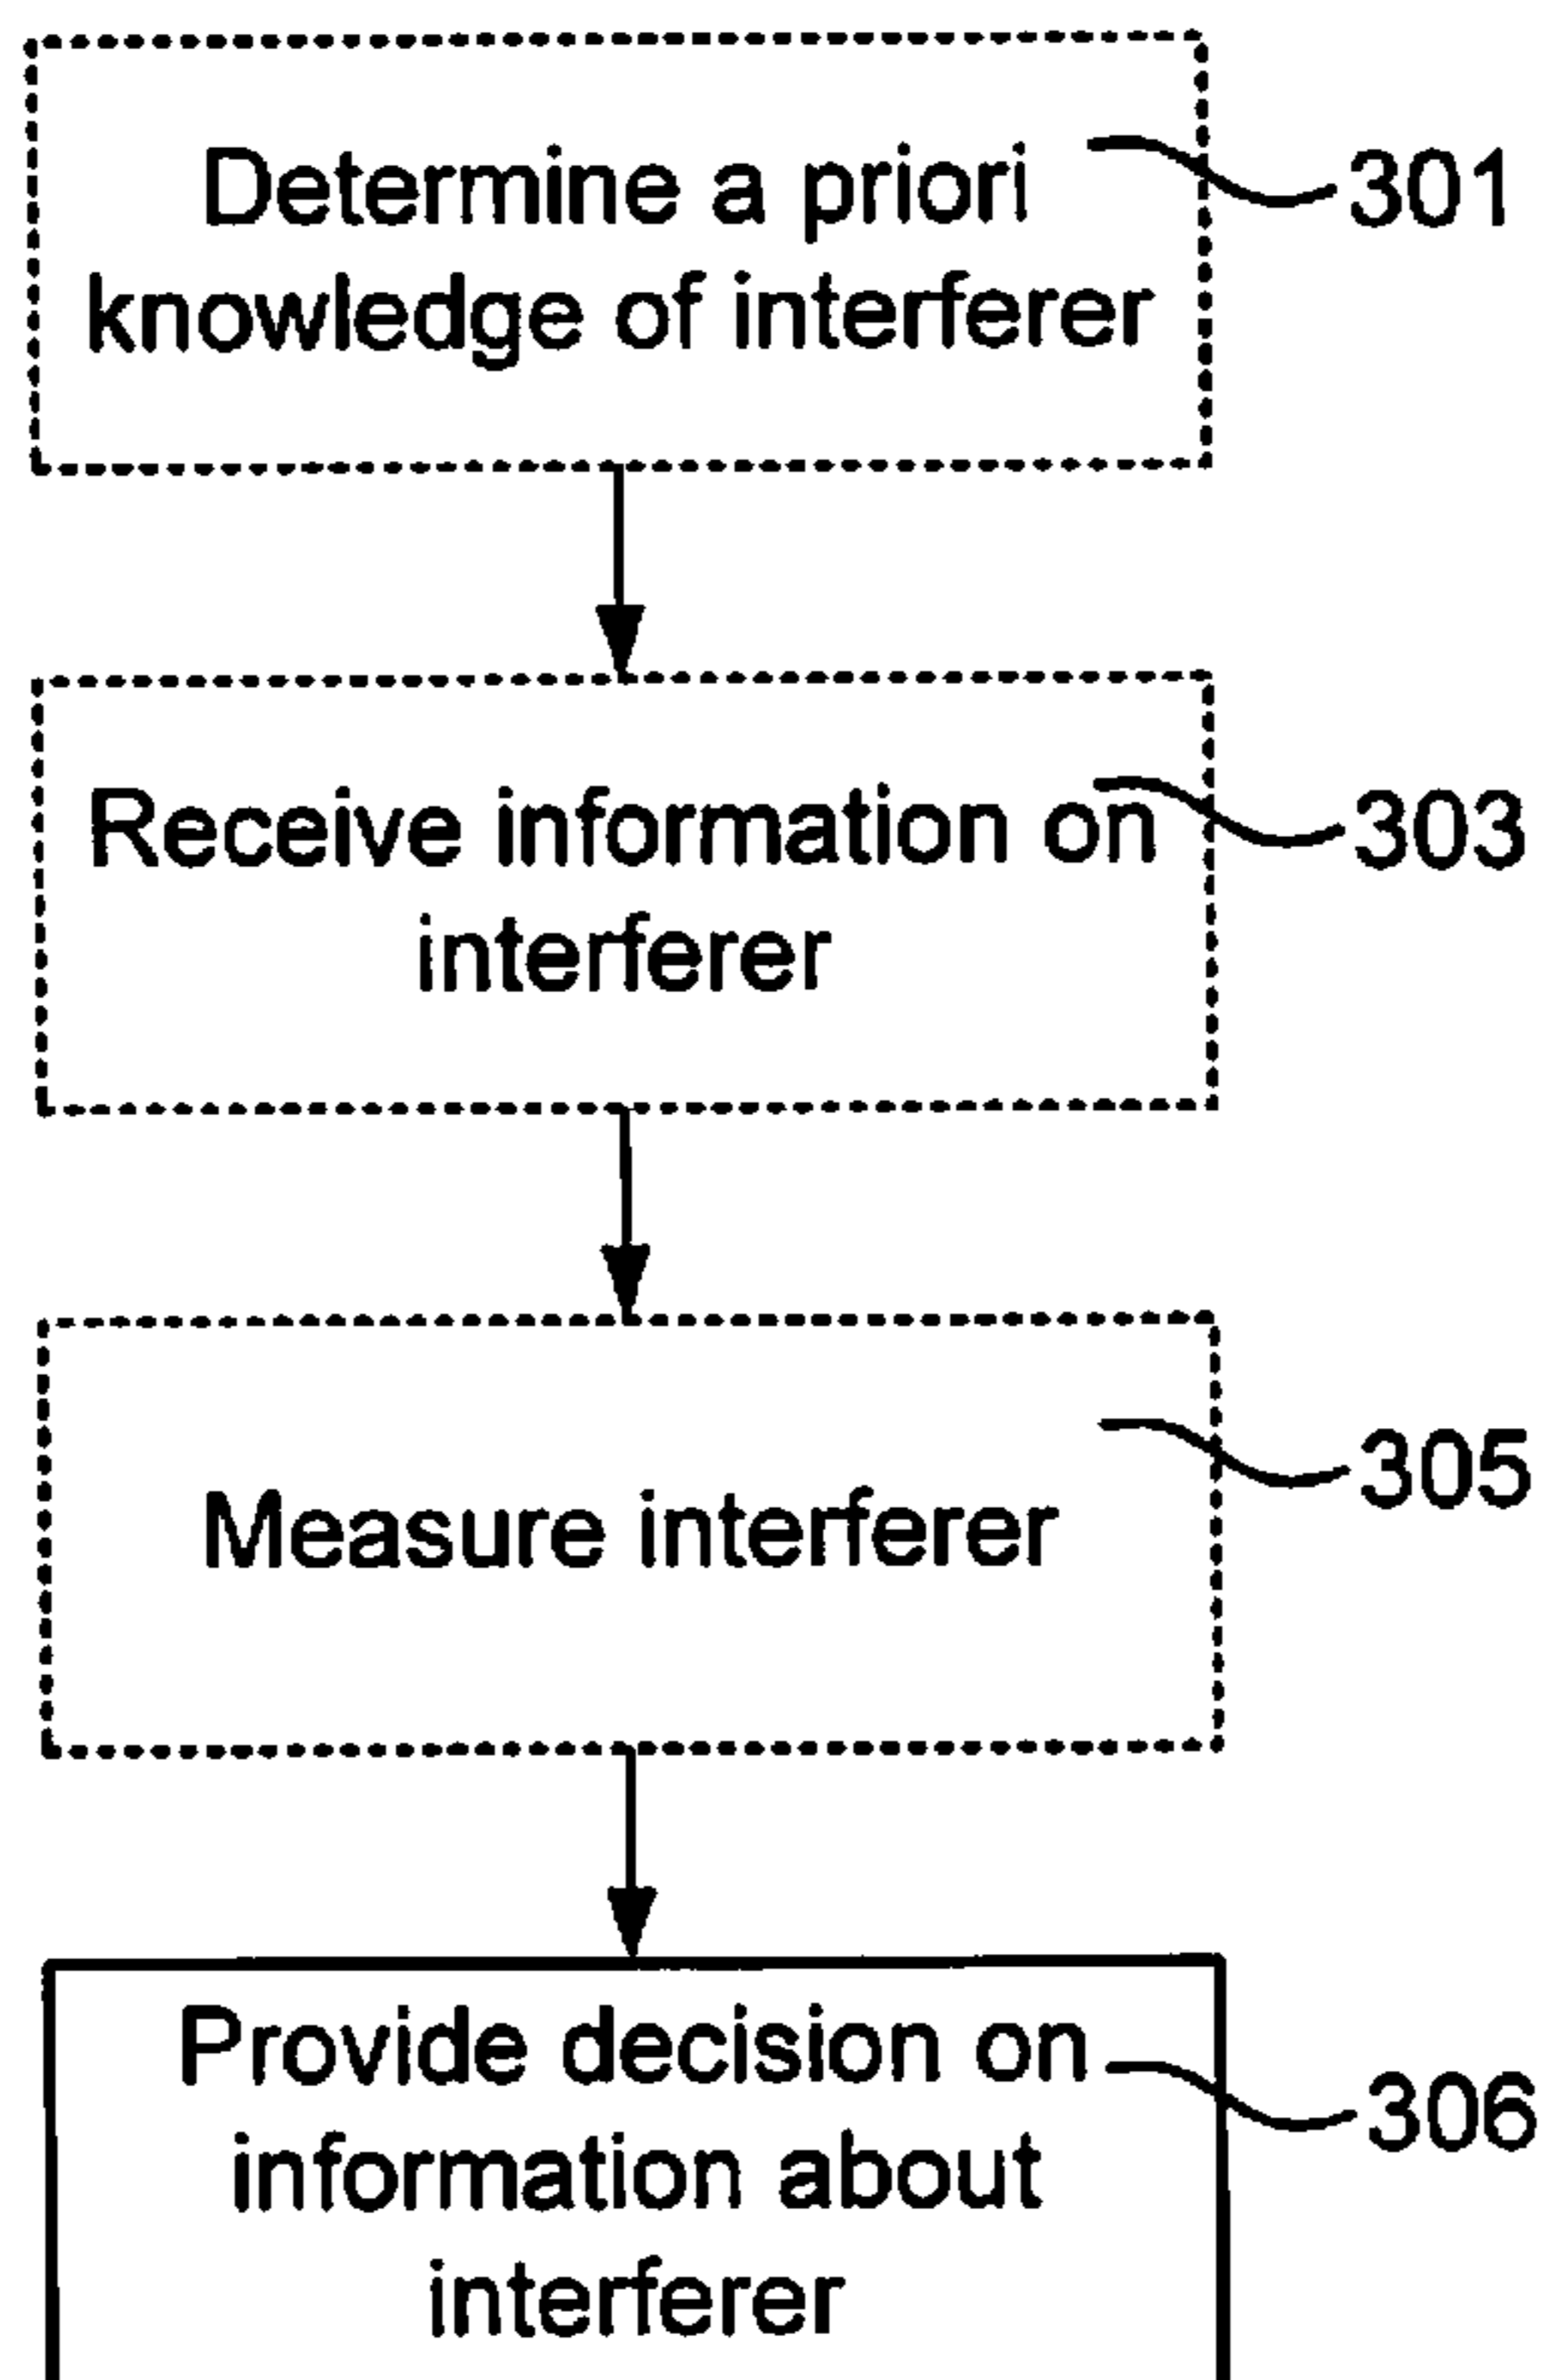 Determine a priori
knowledge of interferer
301
Receive information on
interferer
303
Measure interferer
305
Provide decision on
information about
interferer
306